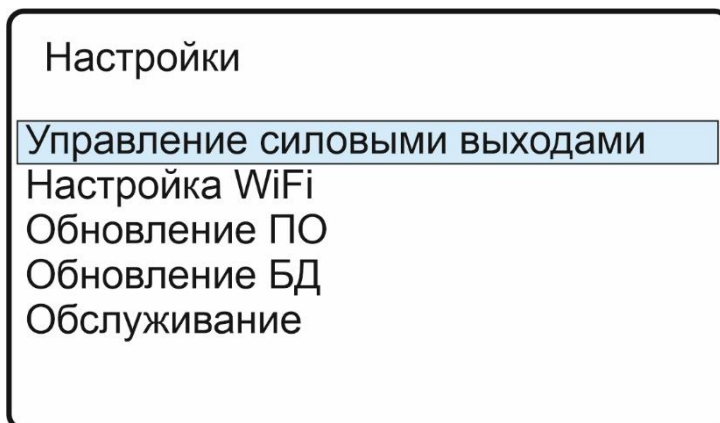 Настройки
Управление силовыми выходами
Настройка WiFi
Обновление ПО
Обновление БД
Обслуживание